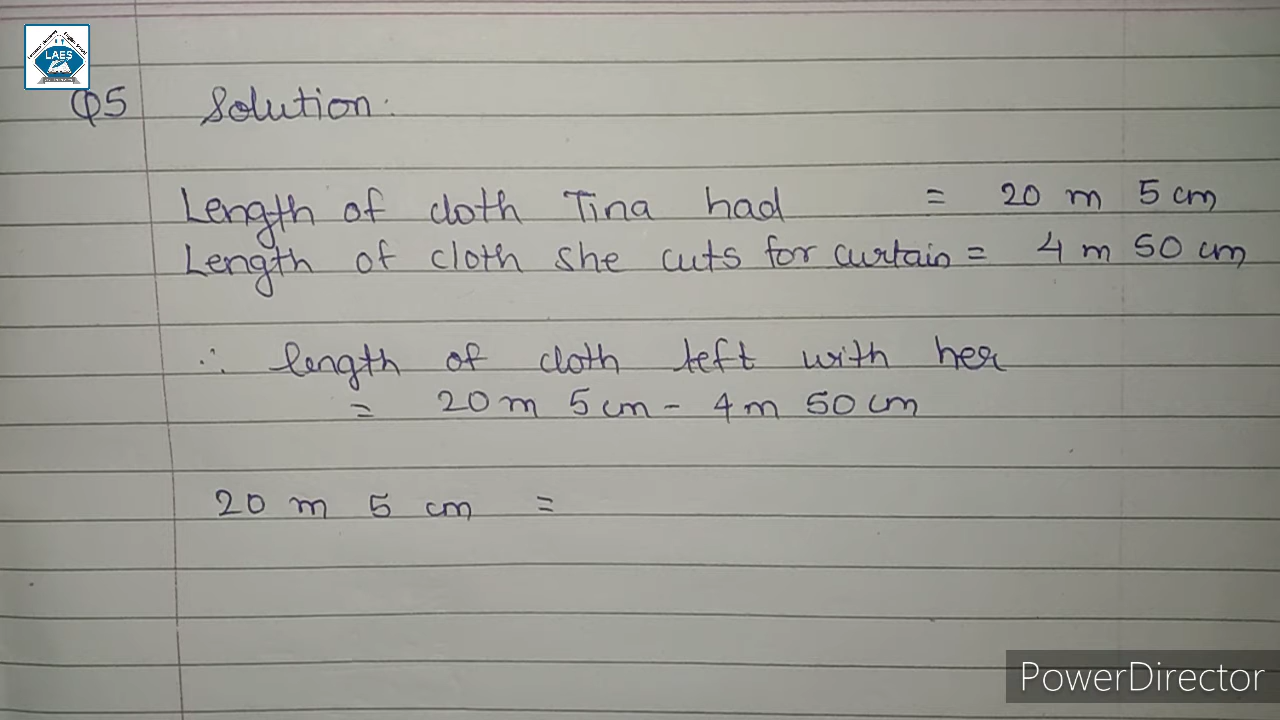 LAES
Q5 Solution:
Length of cloth Tina had = 20 m 5 cm
Length of cloth she cuts for curtain = 4 m 50 cm
∴ length of cloth left with her
= 20 m 5 cm - 4 m 50 cm
20 m 5 cm =
PowerDirector